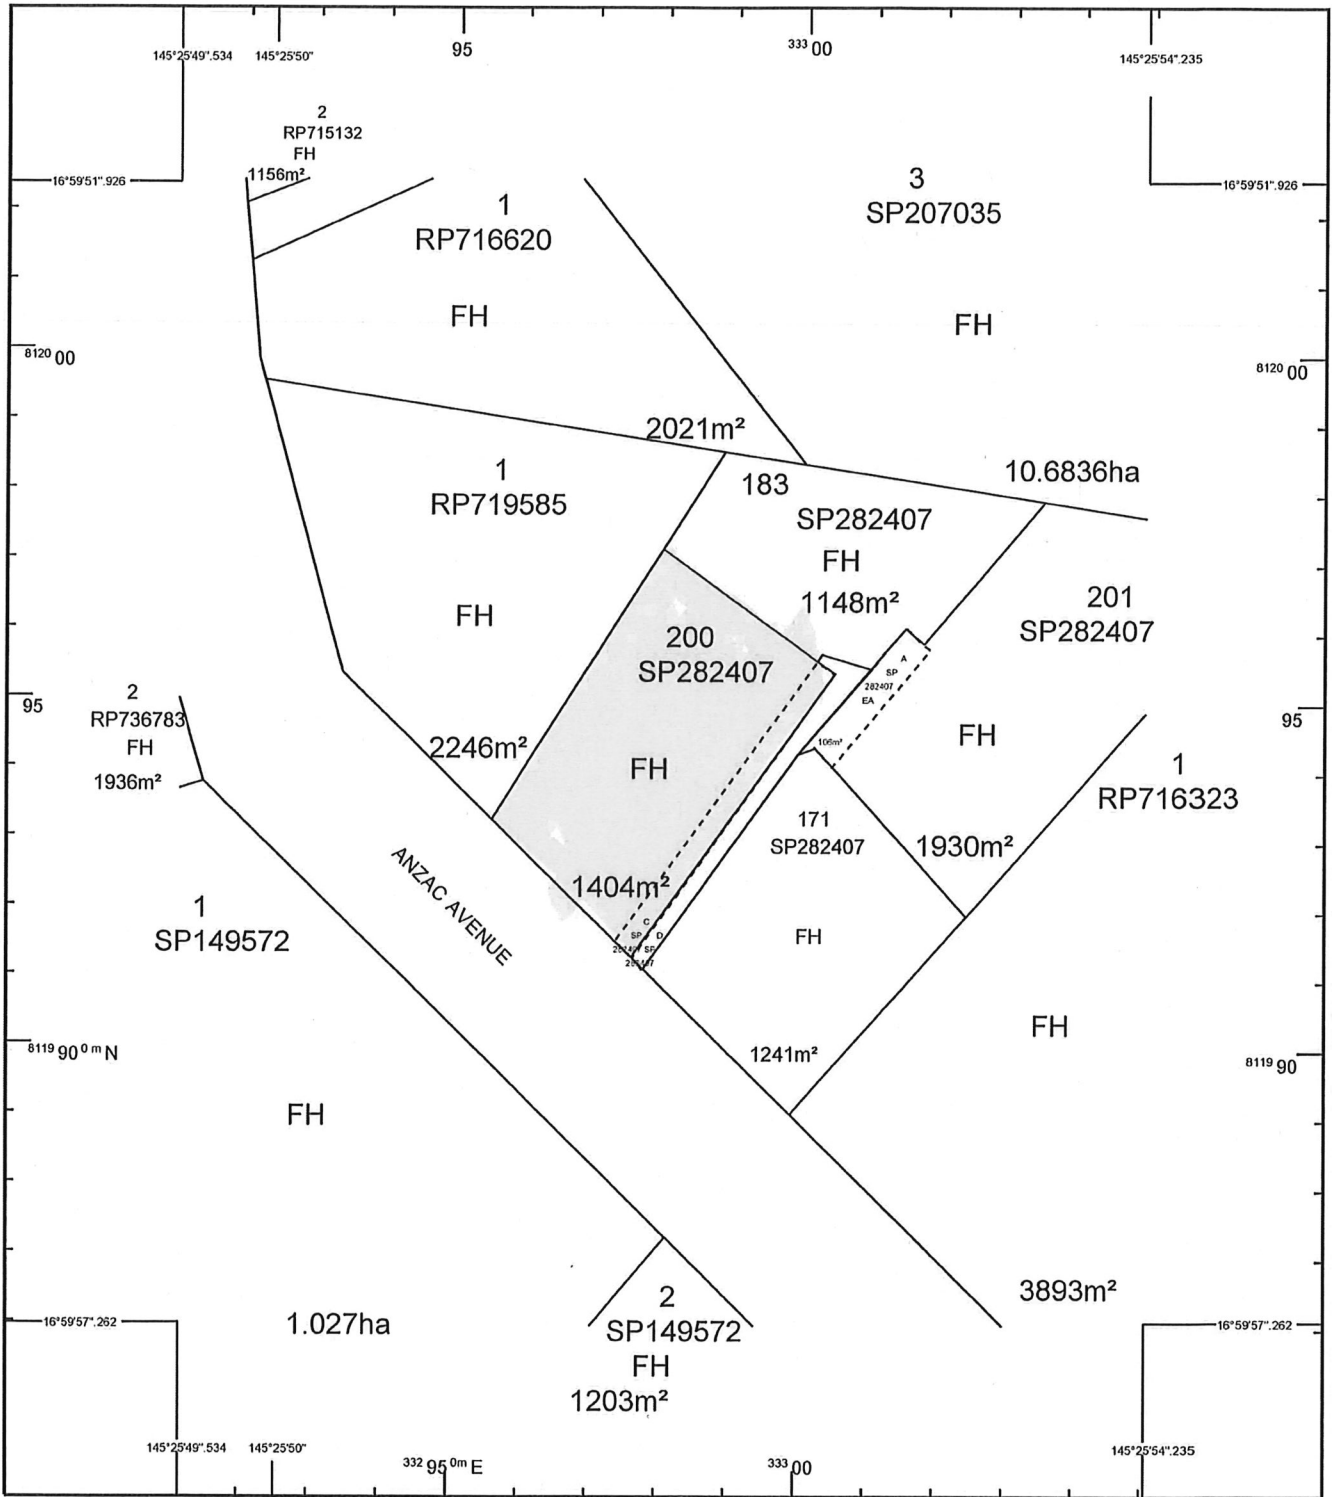 145°25'49".534
145°25'50"
95
333 00
145°25'54".235
2
RP715132
FH
1156m²
16°59'51".926
16°59'51".926
1
RP716620
FH
3
SP207035
FH
8120 00
8120 00
2021m²
10.6836ha
1
RP719585
FH
183
SP282407
FH
1148m²
201
SP282407
FH
200
SP282407
FH
A
SP
282407
EA
106m²
95
95
2
RP736783
FH
1936m²
2246m²
1
RP716323
171
SP282407
FH
1930m²
1404m²
ANZAC AVENUE
1
SP149572
C
SP
D
SP
FH
1241m²
8119 90 0 m N
8119 90
FH
3893m²
2
SP149572
FH
1203m²
1.027ha
16°59'57".262
16°59'57".262
145°25'49".534
145°25'50"
332 95 0m E
333 00
145°25'54".235